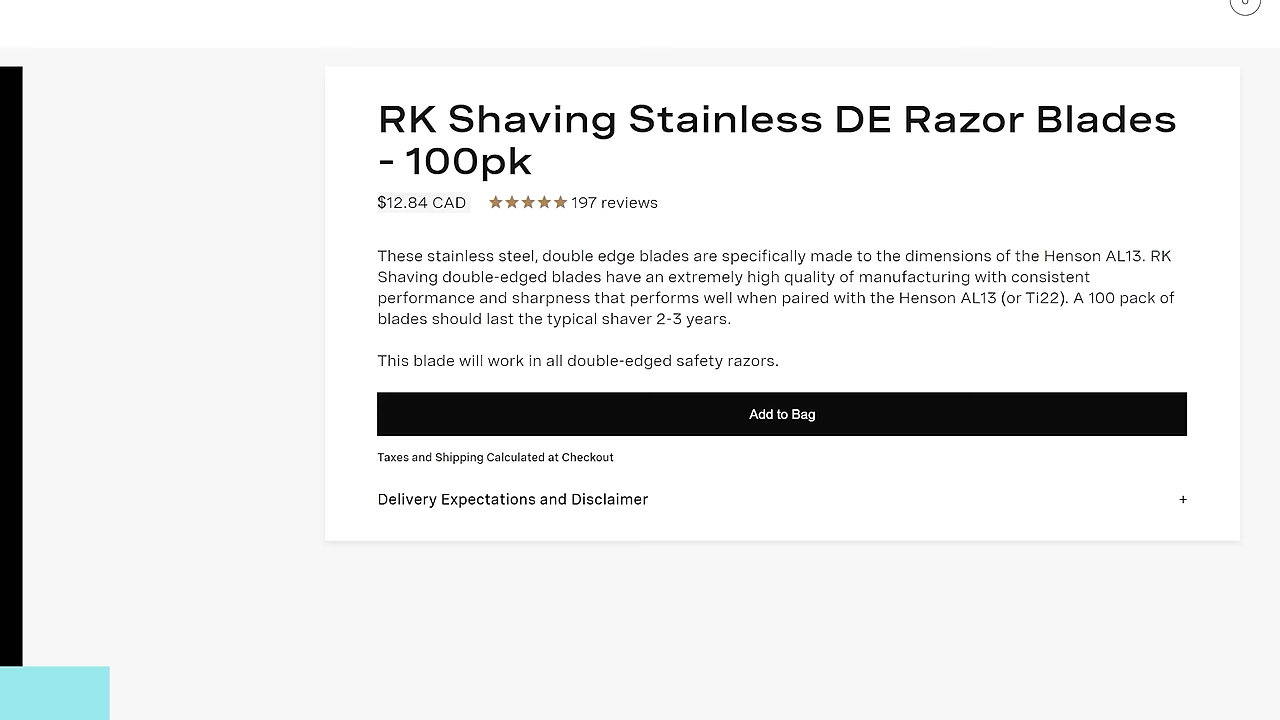 RK Shaving Stainless DE Razor Blades
- 100pk
$12.84 CAD 197 reviews
These stainless steel, double edge blades are specifically made to the dimensions of the Henson AL13. RK
Shaving double-edged blades have an extremely high quality of manufacturing with consistent
performance and sharpness that performs well when paired with the Henson AL13 (or Ti22). A 100 pack of
blades should last the typical shaver 2-3 years.
This blade will work in all double-edged safety razors.
Add to Bag
Taxes and Shipping Calculated at Checkout
Delivery Expectations and Disclaimer +